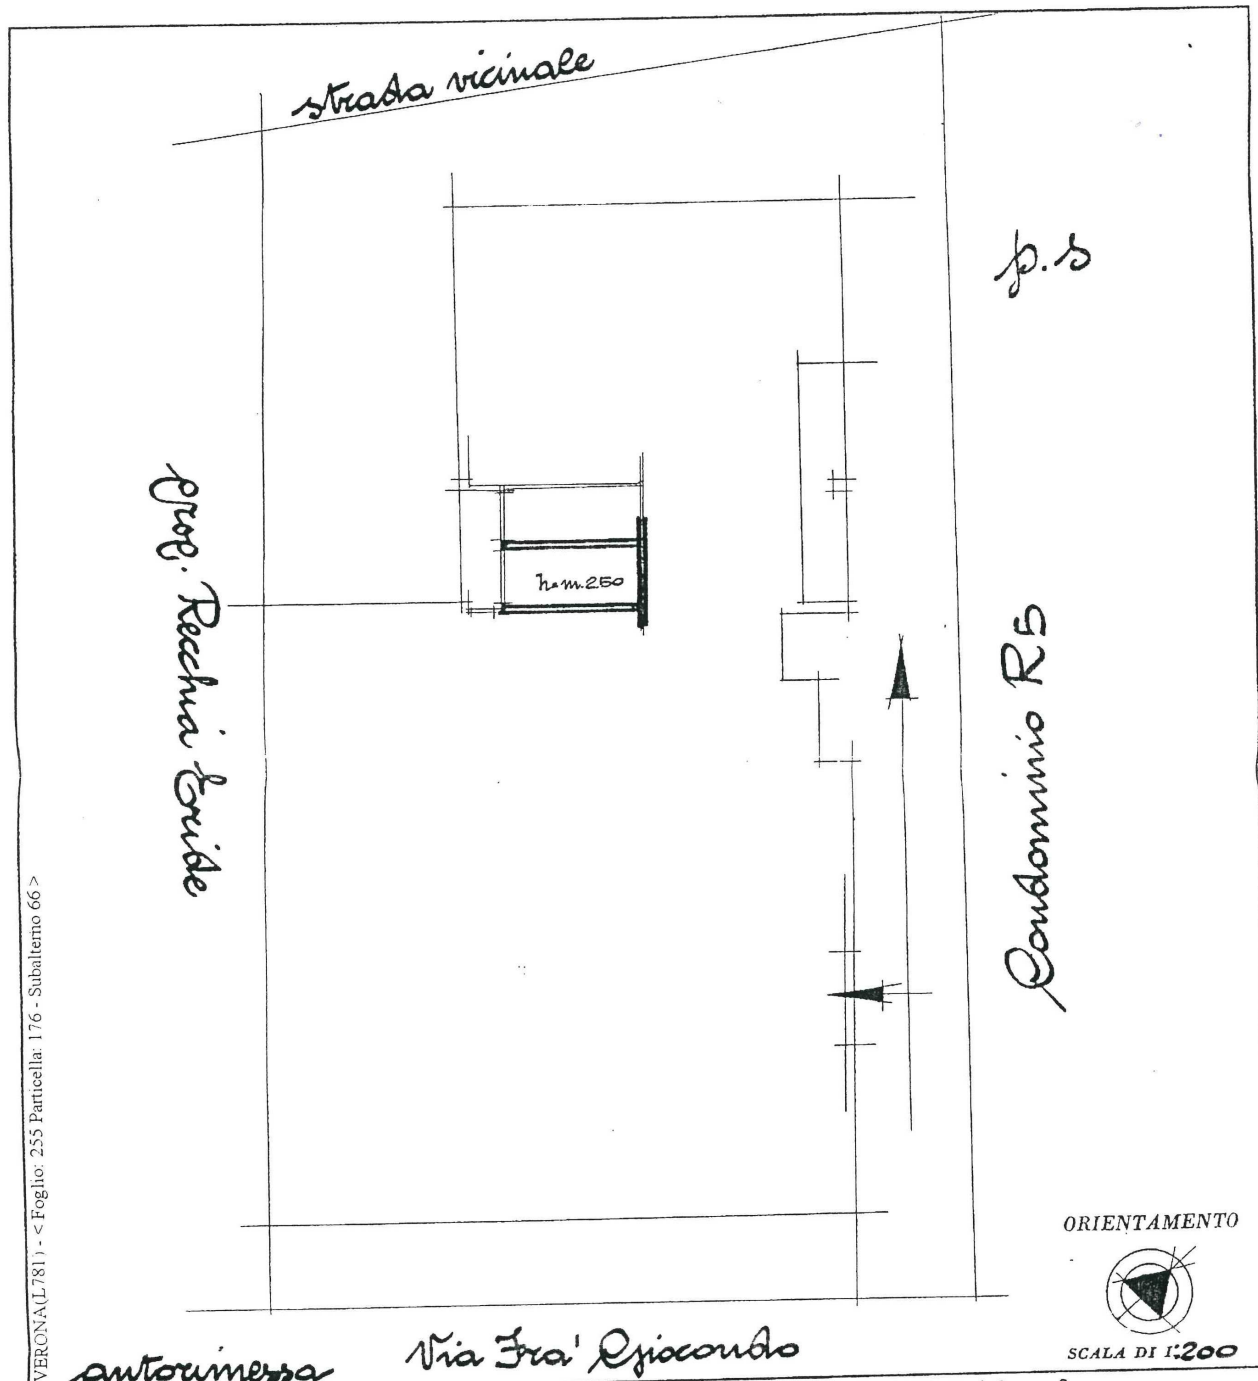 strada vicinale
p.s
h=m.250
prop. Recchia Eride
Condominio R5
VERONA(L781) - < Foglio: 255 Particella: 176 - Subalterno 66 >
ORIENTAMENTO
SCALA DI 1:200
autorimessa
Via Fra' Giocondo